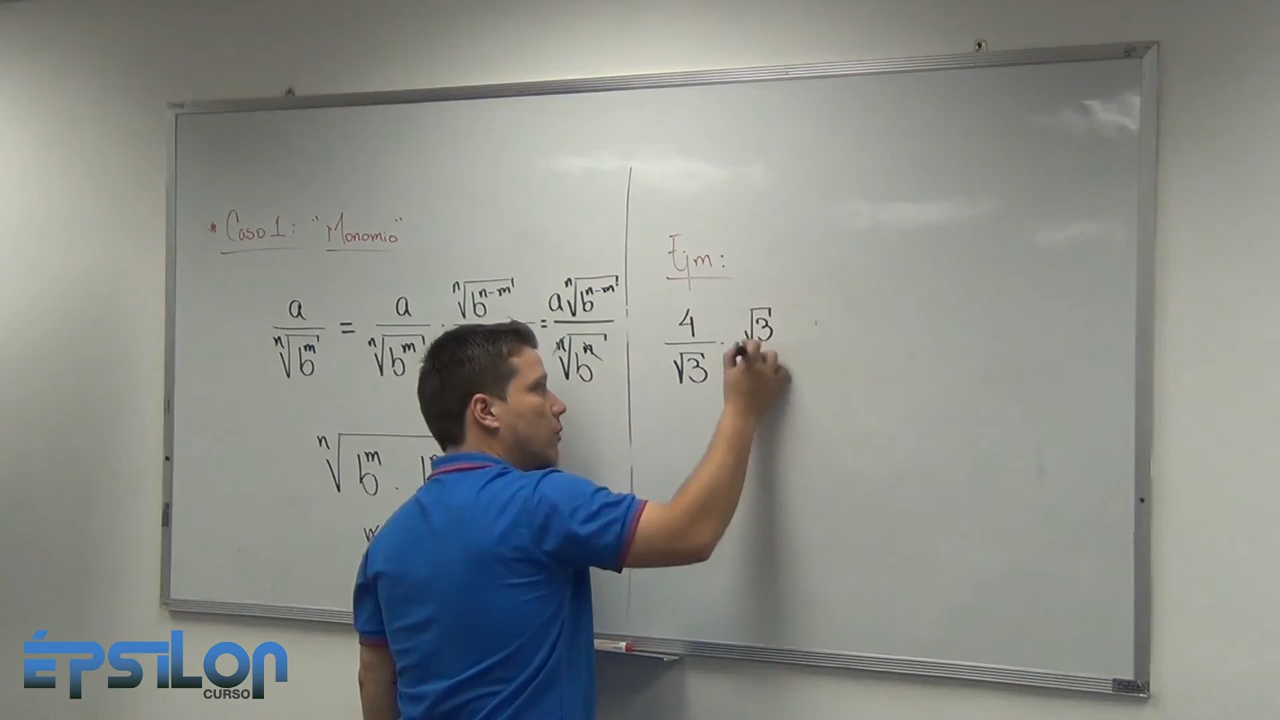 * Caso 1: "Monomio"
a/ⁿ√bᵐ = a/ⁿ√bᵐ · ⁿ√bⁿ⁻ᵐ = aⁿ√bⁿ⁻ᵐ/ⁿ√bⁿ
ⁿ√bᵐ · b
Ejm:
4/√3 · √3
ÉPSILON
CURSO